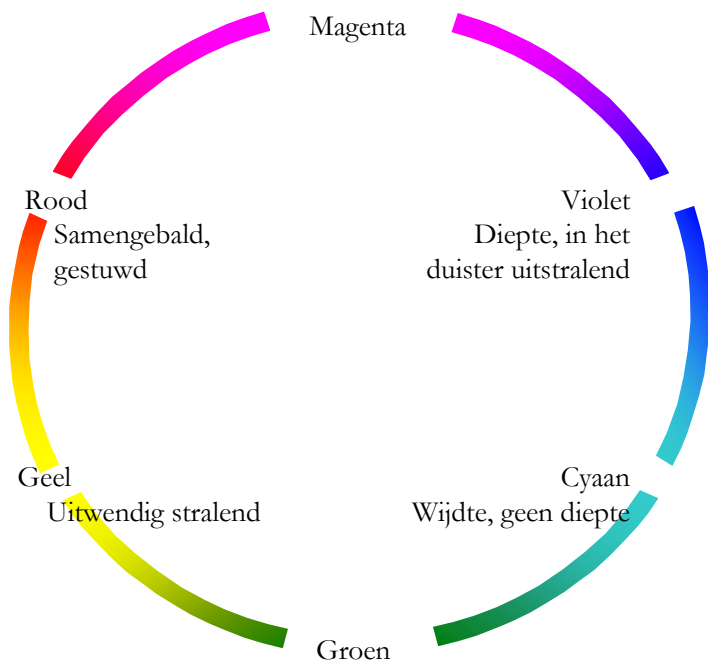 Magenta
Rood
Samengebald,
gestuwd
Violet
Diepte, in het
duister uitstralend
Geel
Uitwendig stralend
Cyaan
Wijdte, geen diepte
Groen